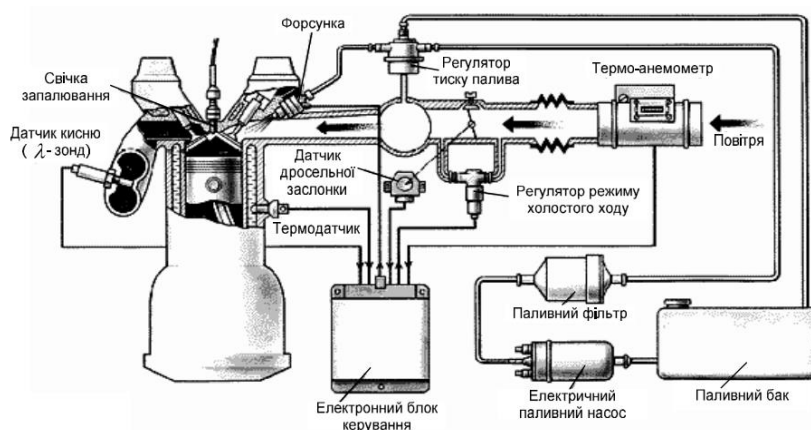 Форсунка
Свічка
запалювання
Регулятор
тиску палива
Термо-анемометр
Датчик кисню
( λ- зонд)
Повітря
Датчик
дросельної
заслонки
Регулятор режиму
холостого ходу
Термодатчик
Паливний фільтр
Електронний блок
керування
Електричний
паливний насос
Паливний бак